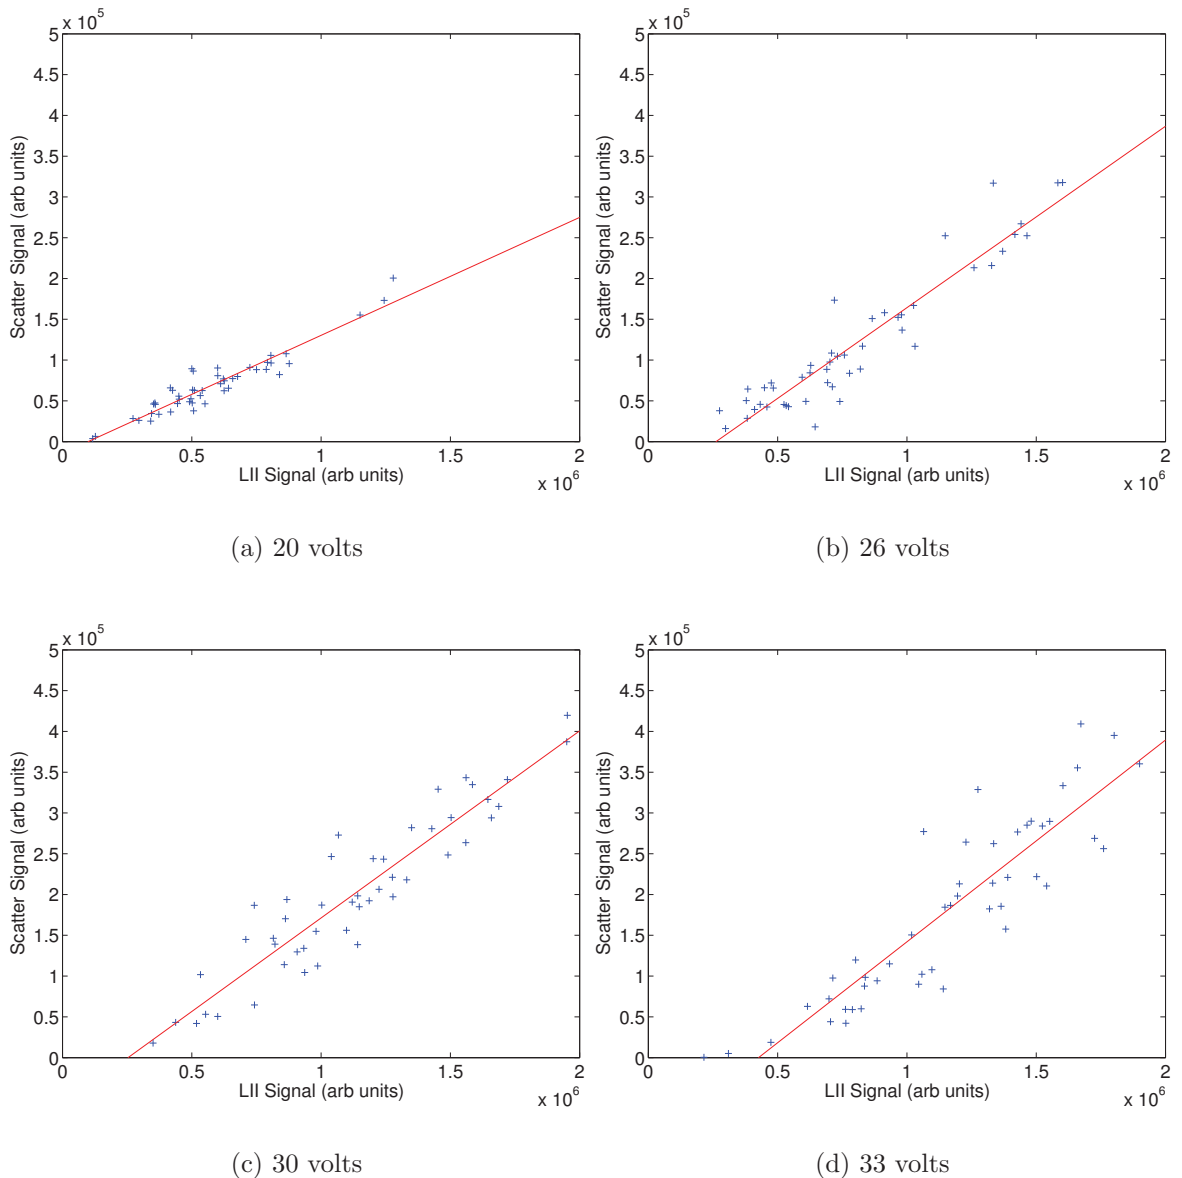 x 10^5
5
4.5
4
3.5
3
2.5
2
1.5
1
0.5
0
Scatter Signal (arb units)
0 0.5 1 1.5 2
LII Signal (arb units)
x 10^6
(a) 20 volts
x 10^5
5
4.5
4
3.5
3
2.5
2
1.5
1
0.5
0
Scatter Signal (arb units)
0 0.5 1 1.5 2
LII Signal (arb units)
x 10^6
(b) 26 volts
x 10^5
5
4.5
4
3.5
3
2.5
2
1.5
1
0.5
0
Scatter Signal (arb units)
0 0.5 1 1.5 2
LII Signal (arb units)
x 10^6
(c) 30 volts
x 10^5
5
4.5
4
3.5
3
2.5
2
1.5
1
0.5
0
Scatter Signal (arb units)
0 0.5 1 1.5 2
LII Signal (arb units)
x 10^6
(d) 33 volts